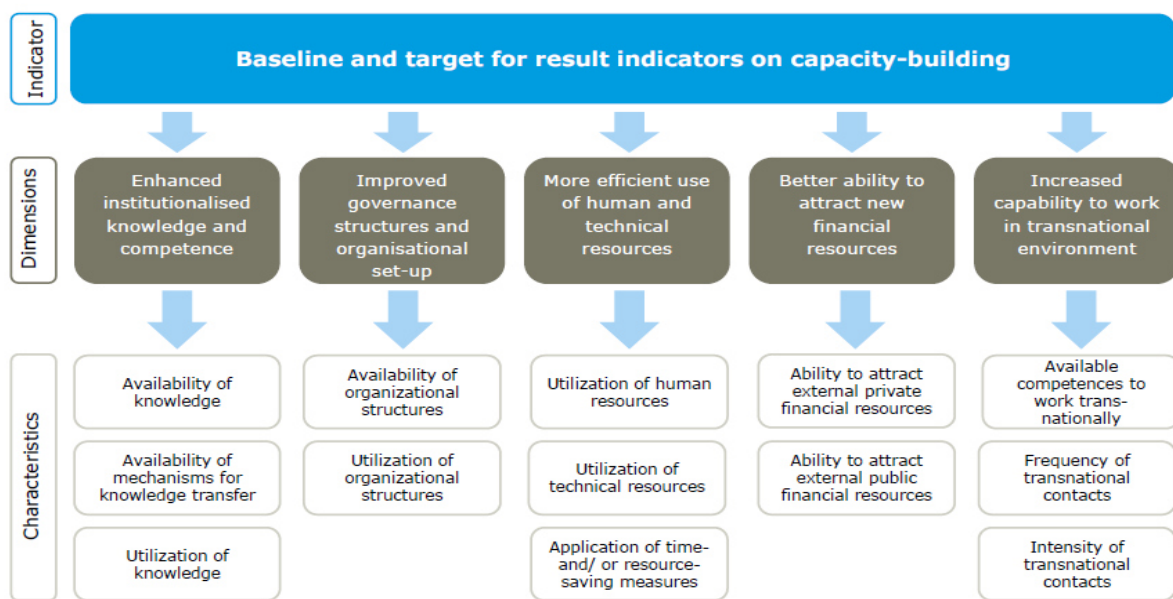 Indicator
Baseline and target for result indicators on capacity-building
Dimensions
Enhanced
institutionalised
knowledge and
competence
Improved
governance
structures and
organisational
set-up
More efficient use
of human and
technical
resources
Better ability to
attract new
financial
resources
Increased
capability to work
in transnational
environment
Characteristics
Availability of
knowledge
Availability of
mechanisms for
knowledge transfer
Utilization of
knowledge
Availability of
organizational
structures
Utilization of
organizational
structures
Utilization of human
resources
Utilization of
technical resources
Application of time-
and/ or resource-
saving measures
Ability to attract
external private
financial resources
Ability to attract
external public
financial resources
Available
competences to
work trans-
nationally
Frequency of
transnational
contacts
Intensity of
transnational
contacts